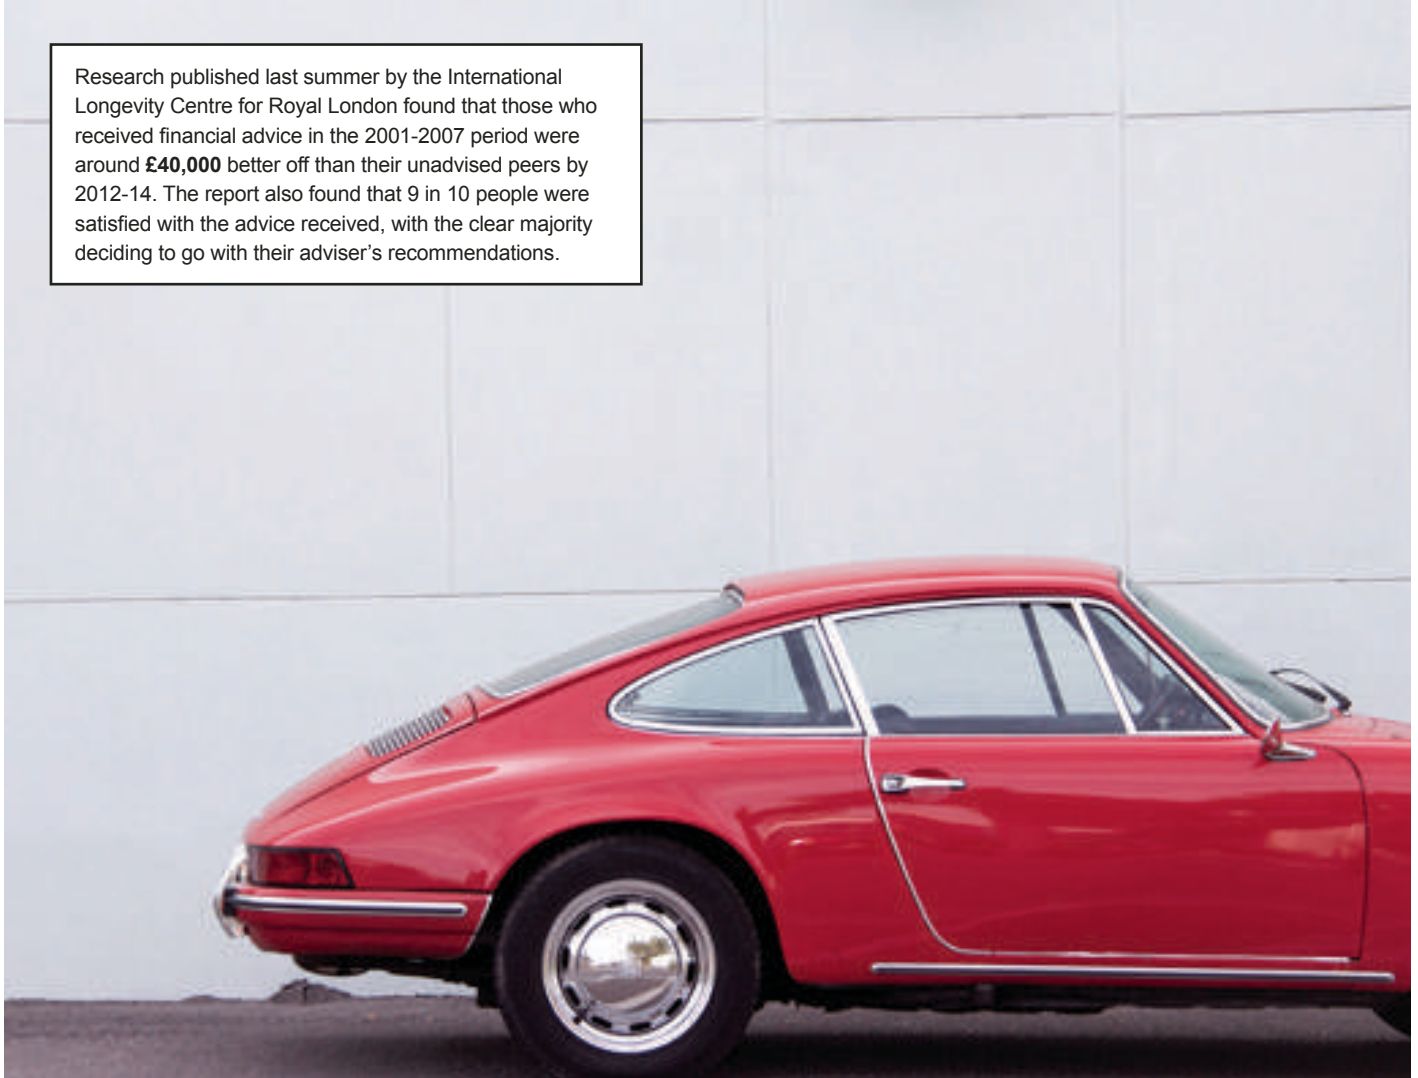 Research published last summer by the International
Longevity Centre for Royal London found that those who
received financial advice in the 2001-2007 period were
around £40,000 better off than their unadvised peers by
2012-14. The report also found that 9 in 10 people were
satisfied with the advice received, with the clear majority
deciding to go with their adviser’s recommendations.